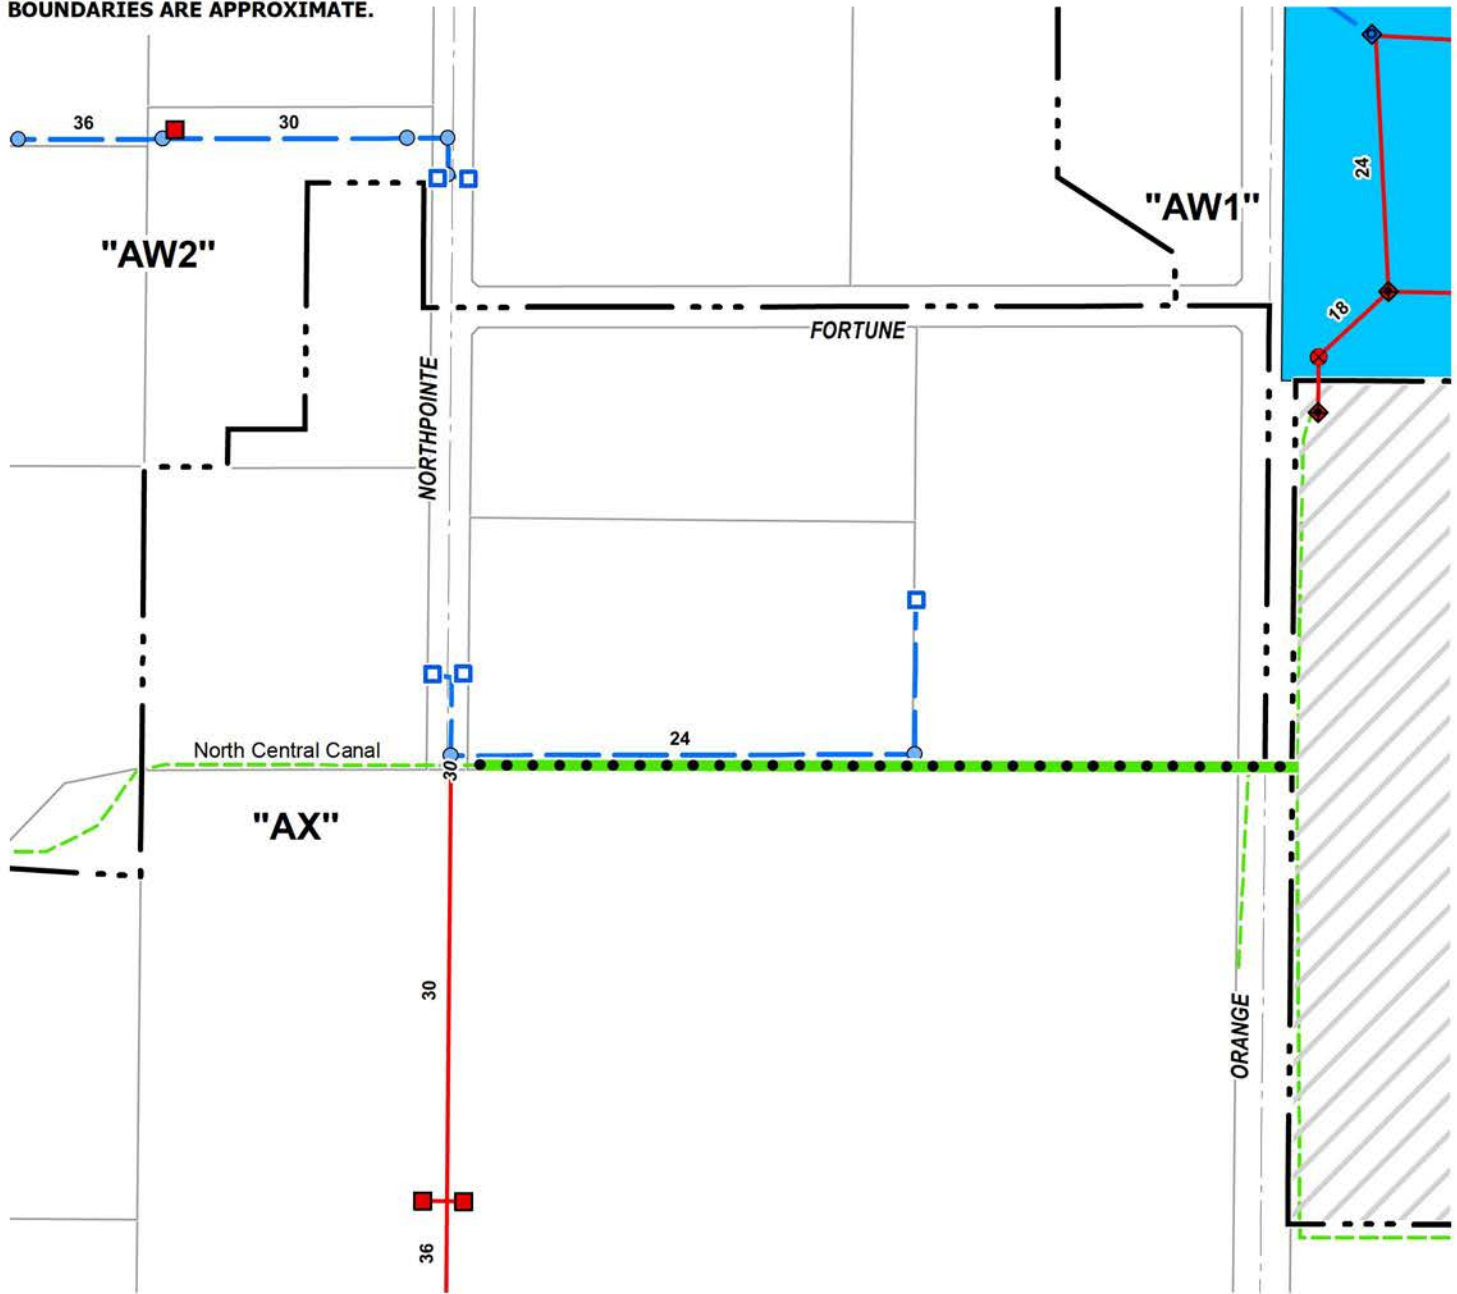 BOUNDARIES ARE APPROXIMATE.
36
30
"AW2"
"AW1"
24
18
FORTUNE
NORTHPOINTE
24
North Central Canal
30
"AX"
30
ORANGE
36